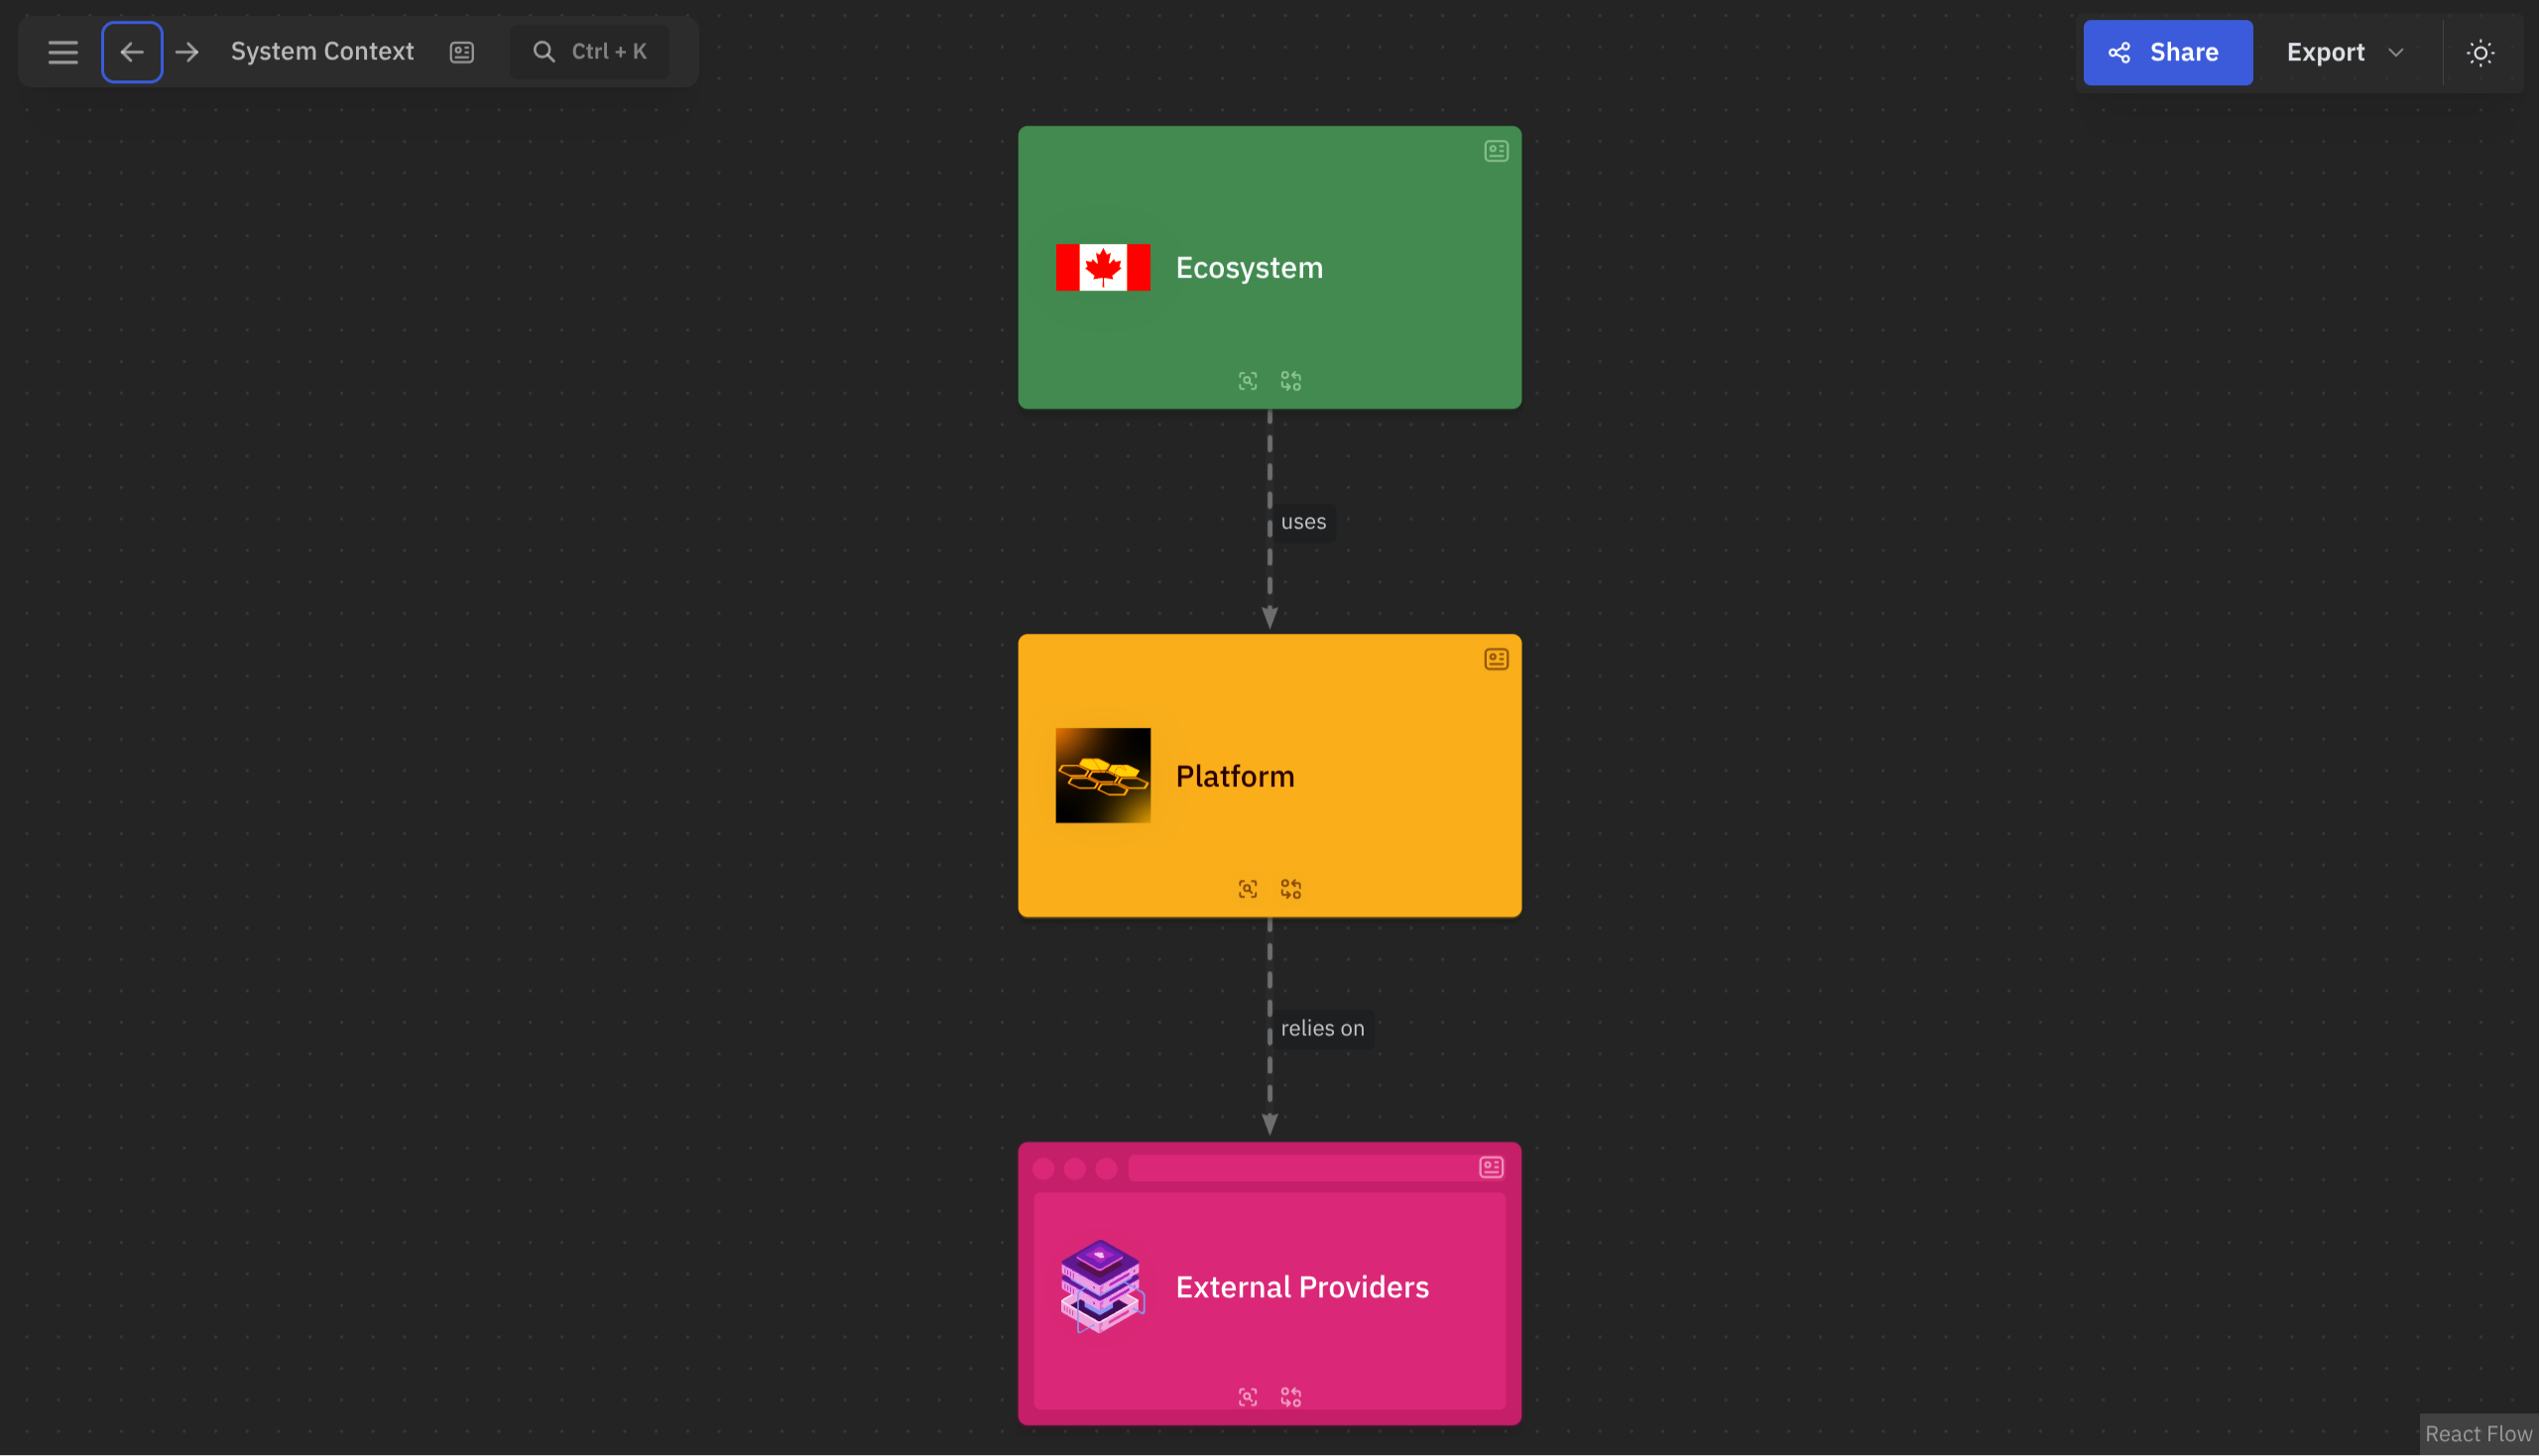 System Context
Ctrl + K
Share
Export
Ecosystem
uses
Platform
relies on
External Providers
React Flow